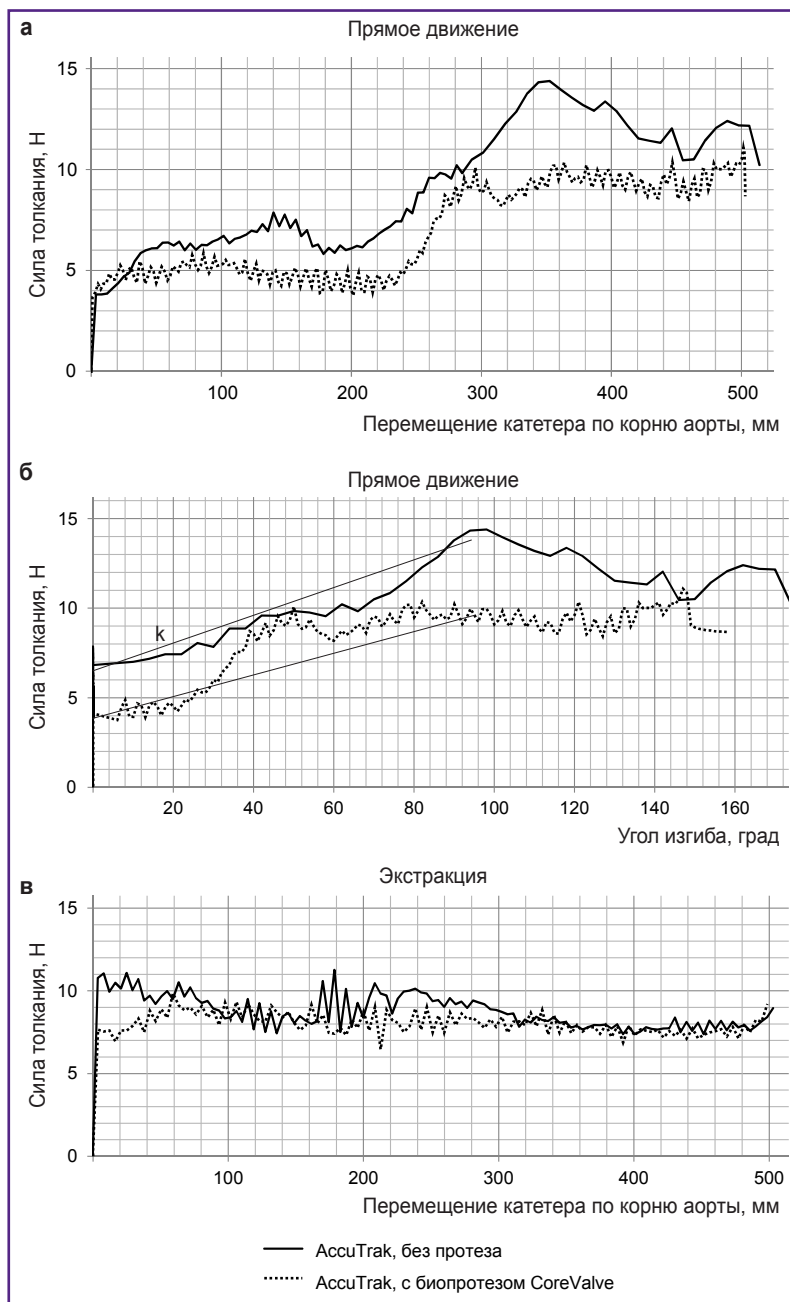 а
Прямое движение
Сила толкания, Н
15
10
5
0
100 200 300 400 500
Перемещение катетера по корню аорты, мм
б
Прямое движение
Сила толкания, Н
15
10
5
0
k
20 40 60 80 100 120 140 160
Угол изгиба, град
в
Экстракция
Сила толкания, Н
15
10
5
0
100 200 300 400 500
Перемещение катетера по корню аорты, мм
AccuTrak, без протеза
AccuTrak, с биопротезом CoreValve